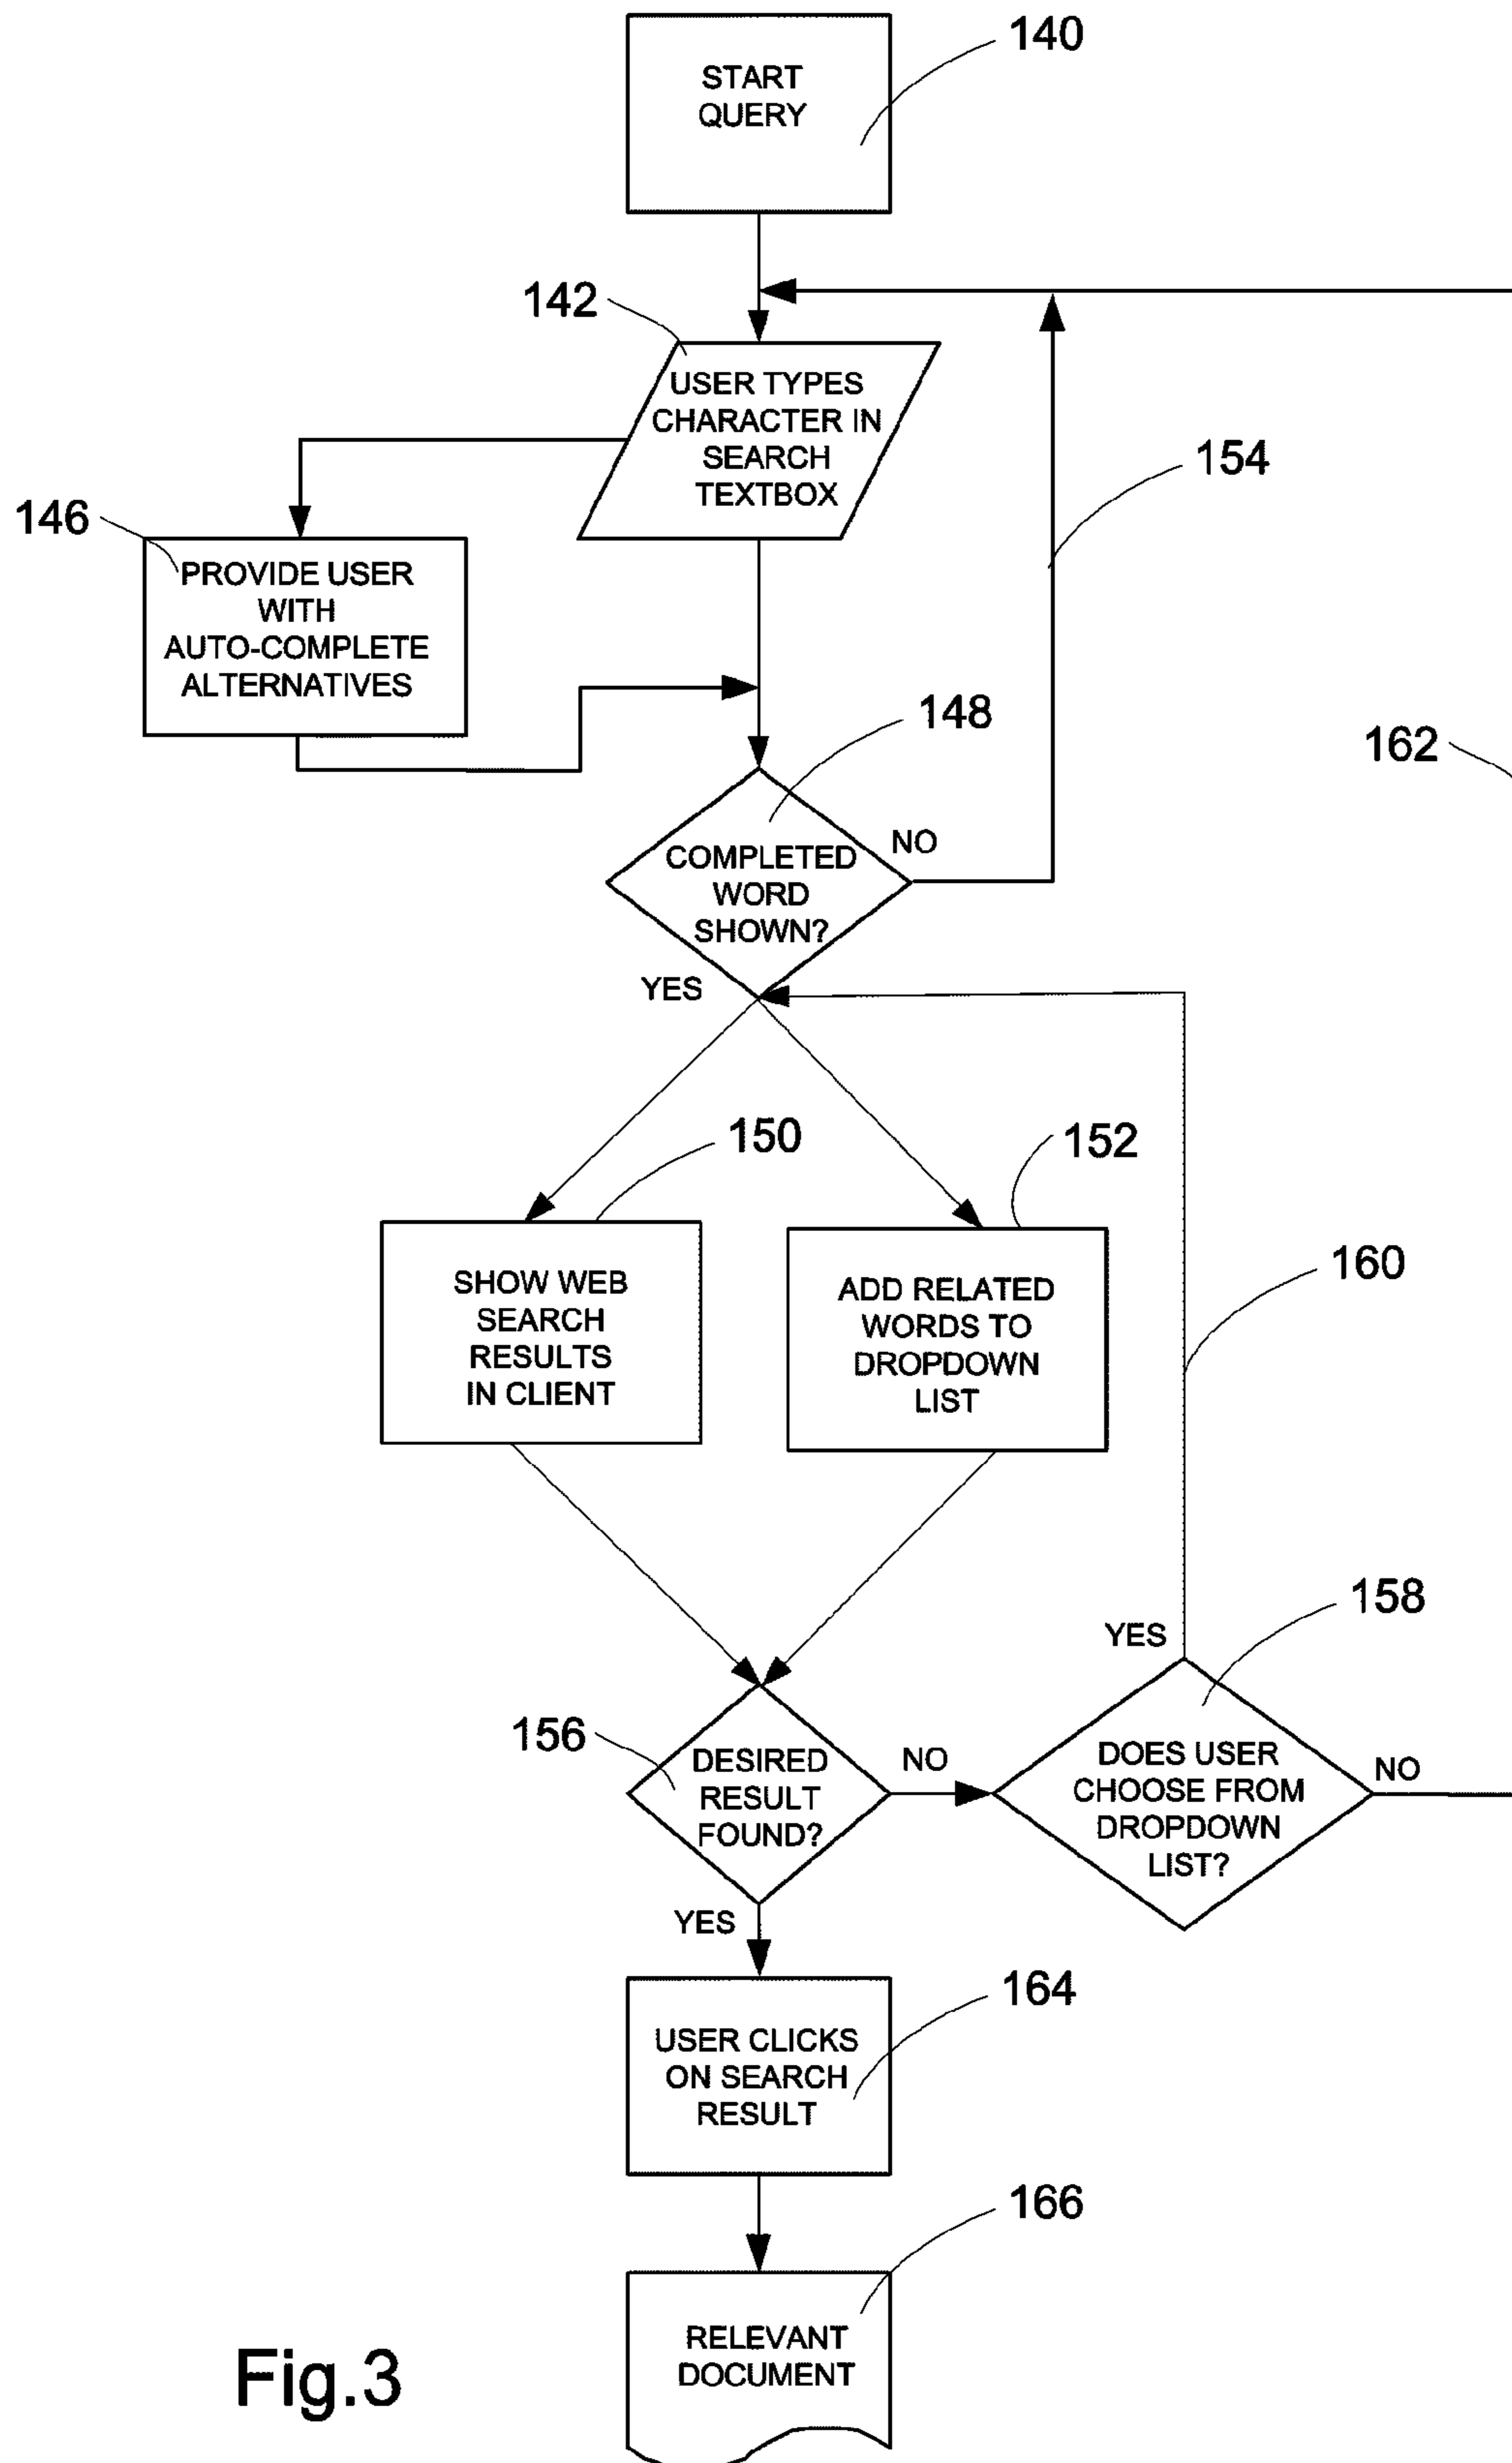 140
START
QUERY
142
USER TYPES
CHARACTER IN
SEARCH
TEXTBOX
154
146
PROVIDE USER
WITH
AUTO-COMPLETE
ALTERNATIVES
148
162
COMPLETED
WORD
SHOWN?
NO
YES
150
152
SHOW WEB
SEARCH
RESULTS
IN CLIENT
ADD RELATED
WORDS TO
DROPDOWN
LIST
160
158
YES
156
DESIRED
RESULT
FOUND?
NO
DOES USER
CHOOSE FROM
DROPDOWN
LIST?
NO
YES
164
USER CLICKS
ON SEARCH
RESULT
166
RELEVANT
DOCUMENT
Fig.3